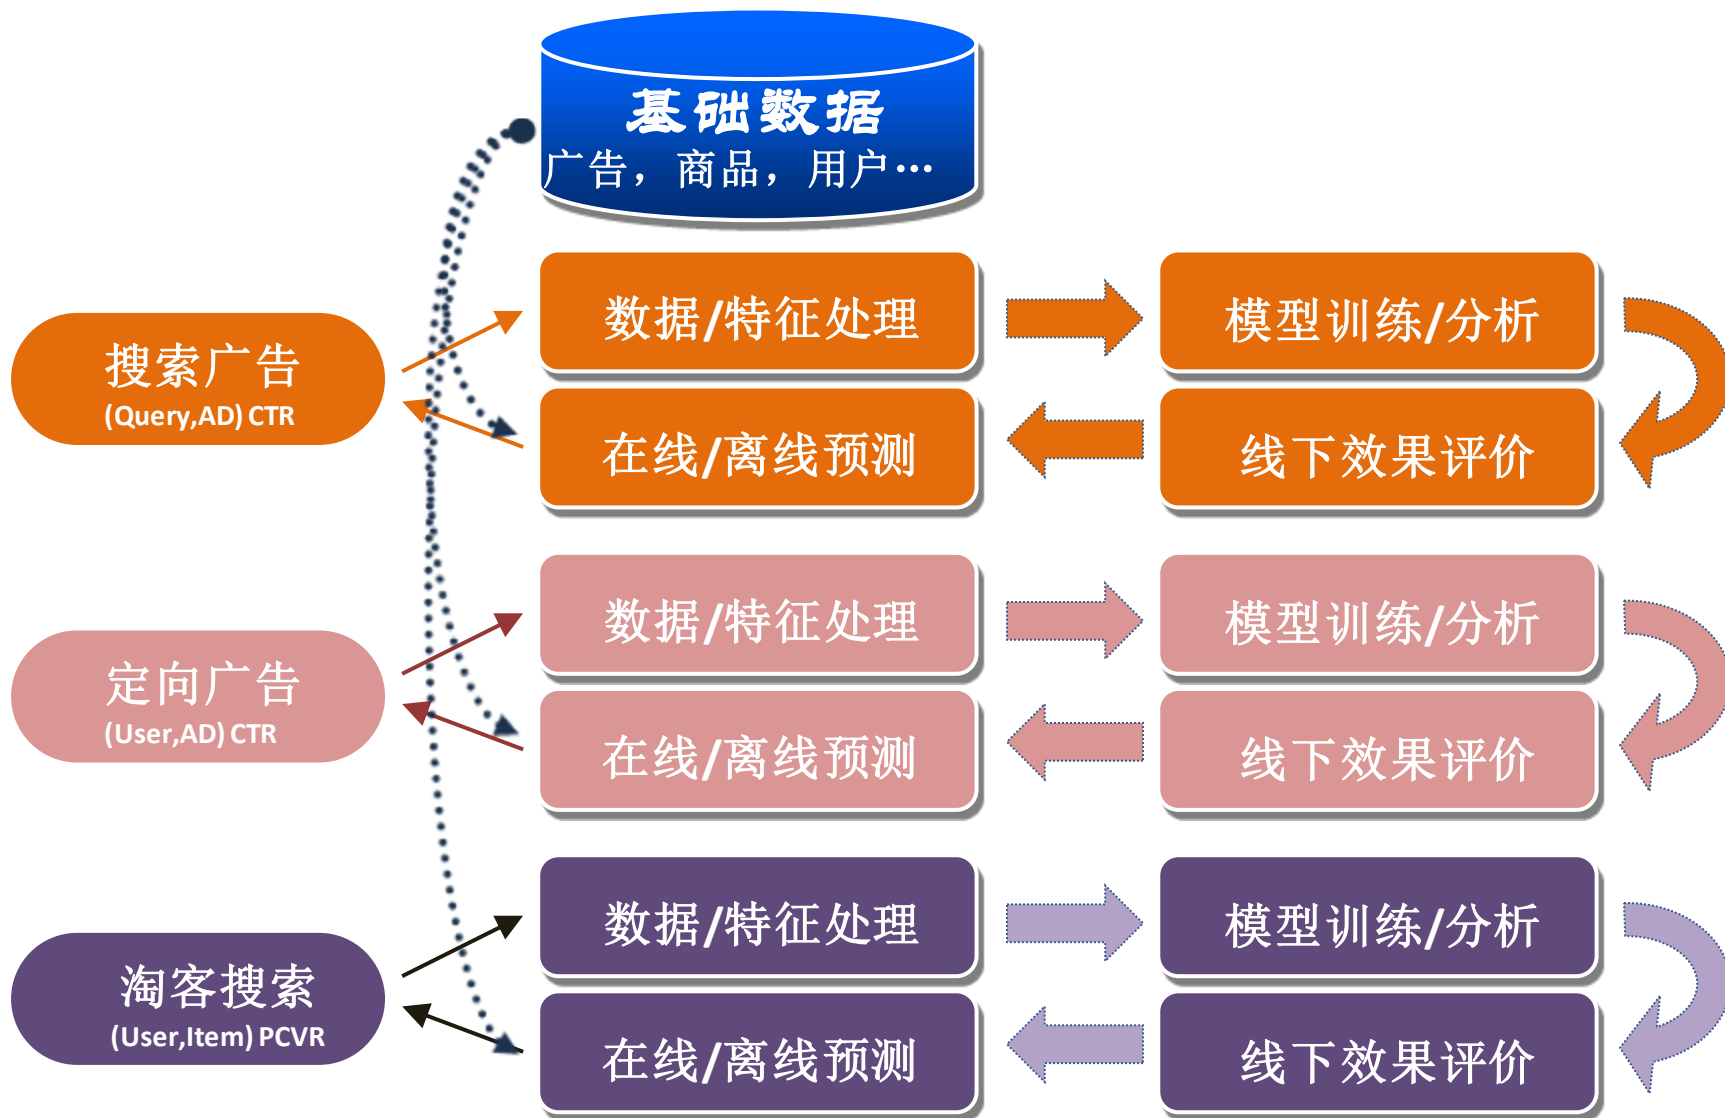 基础数据
广告，商品，用户…
搜索广告
(Query,AD) CTR
数据/特征处理
模型训练/分析
在线/离线预测
线下效果评价
定向广告
(User,AD) CTR
数据/特征处理
模型训练/分析
在线/离线预测
线下效果评价
淘客搜索
(User,Item) PCVR
数据/特征处理
模型训练/分析
在线/离线预测
线下效果评价